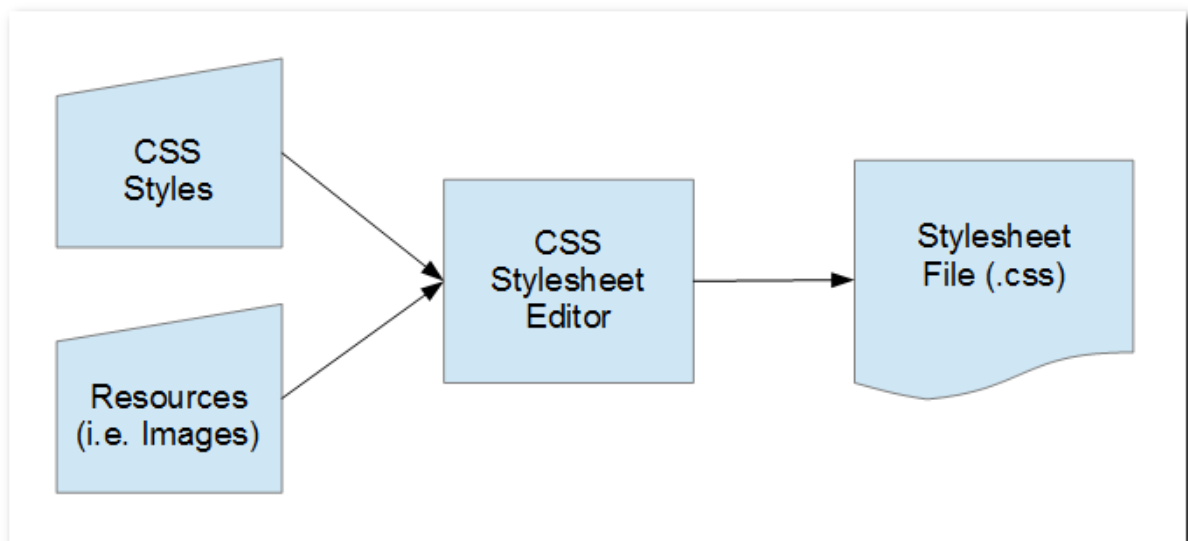 CSS
Styles
Resources
(i.e. Images)
CSS
Stylesheet
Editor
Stylesheet
File (.css)